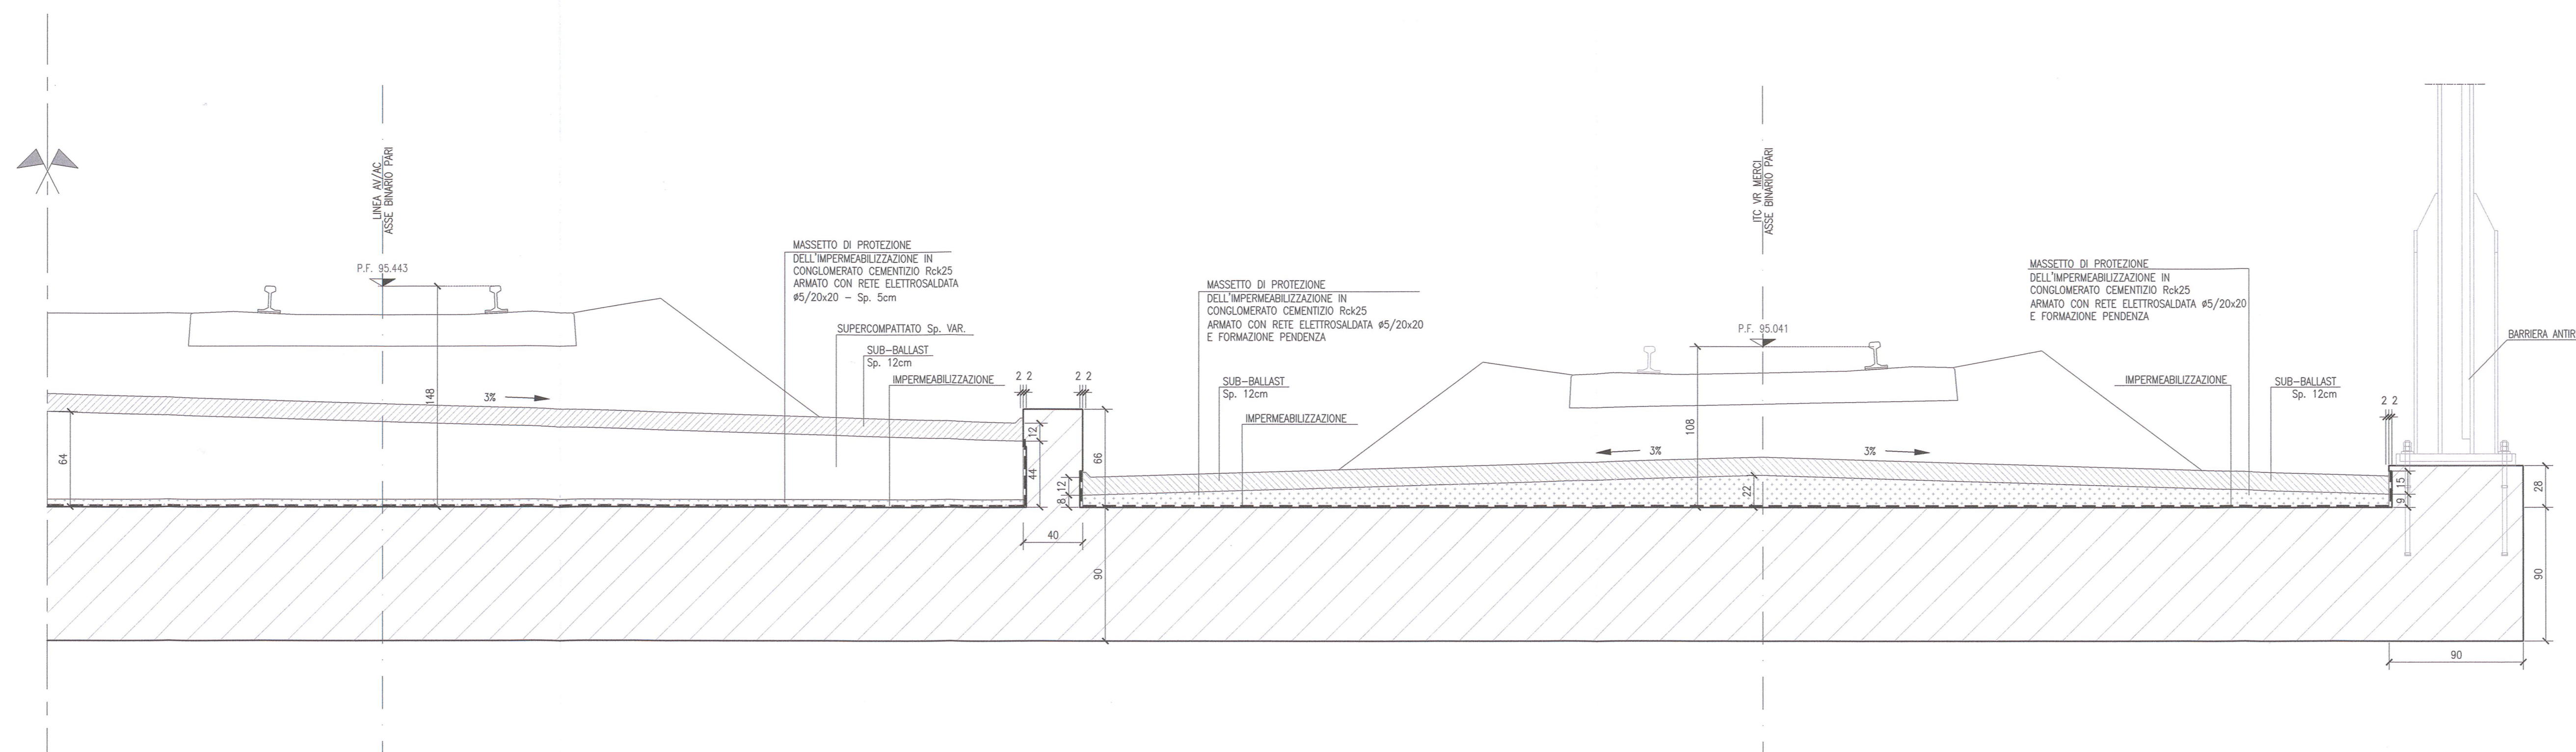 LINEA AV/AC
ASSE BINARIO PARI
P.F. 95.443
148
3%
64
MASSETTO DI PROTEZIONE
DELL'IMPERMEABILIZZAZIONE IN
CONGLOMERATO CEMENTIZIO Rck25
ARMATO CON RETE ELETTROSALDATA
ø5/20x20 – Sp. 5cm
SUPERCOMPATTATO Sp. VAR.
SUB-BALLAST
Sp. 12cm
IMPERMEABILIZZAZIONE
2 2
12
44
40
2 2
66
12
8
90
MASSETTO DI PROTEZIONE
DELL'IMPERMEABILIZZAZIONE IN
CONGLOMERATO CEMENTIZIO Rck25
ARMATO CON RETE ELETTROSALDATA ø5/20x20
E FORMAZIONE PENDENZA
SUB-BALLAST
Sp. 12cm
IMPERMEABILIZZAZIONE
ITC VR MERCI
ASSE BINARIO PARI
P.F. 95.041
108
3%
3%
22
MASSETTO DI PROTEZIONE
DELL'IMPERMEABILIZZAZIONE IN
CONGLOMERATO CEMENTIZIO Rck25
ARMATO CON RETE ELETTROSALDATA ø5/20x20
E FORMAZIONE PENDENZA
IMPERMEABILIZZAZIONE
SUB-BALLAST
Sp. 12cm
2 2
15
9
BARRIERA ANTIR
28
90
90